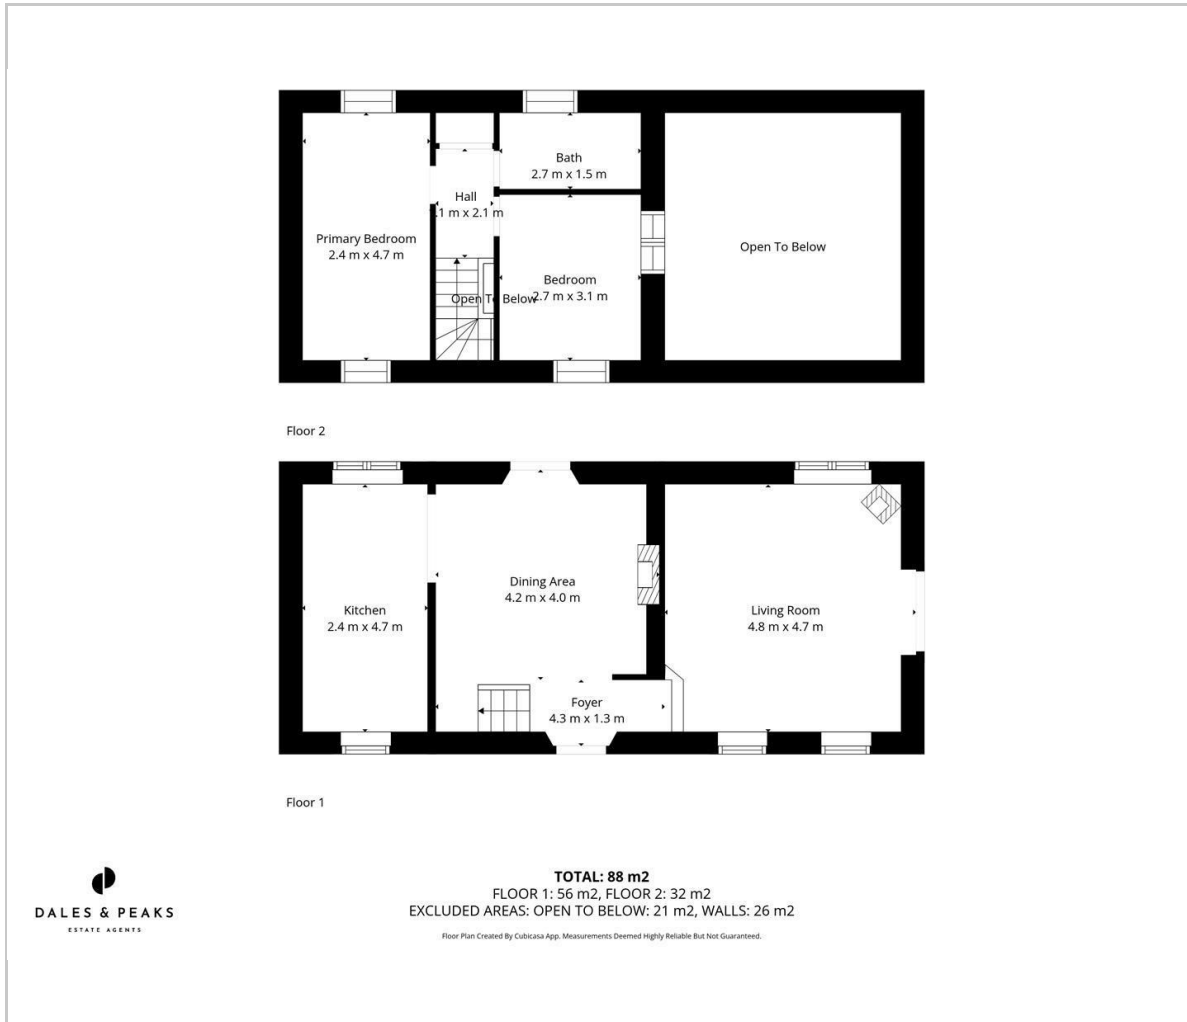 Bath
2.7 m x 1.5 m
Hall
.1 m x 2.1 m
Primary Bedroom
2.4 m x 4.7 m
Open To Below
Bedroom
2.7 m x 3.1 m
Open To Below
Floor 2
Dining Area
4.2 m x 4.0 m
Kitchen
2.4 m x 4.7 m
Living Room
4.8 m x 4.7 m
Foyer
4.3 m x 1.3 m
Floor 1
DALES & PEAKS
ESTATE AGENTS
TOTAL: 88 m2
FLOOR 1: 56 m2, FLOOR 2: 32 m2
EXCLUDED AREAS: OPEN TO BELOW: 21 m2, WALLS: 26 m2
Floor Plan Created By Cubicasa App. Measurements Deemed Highly Reliable But Not Guaranteed.